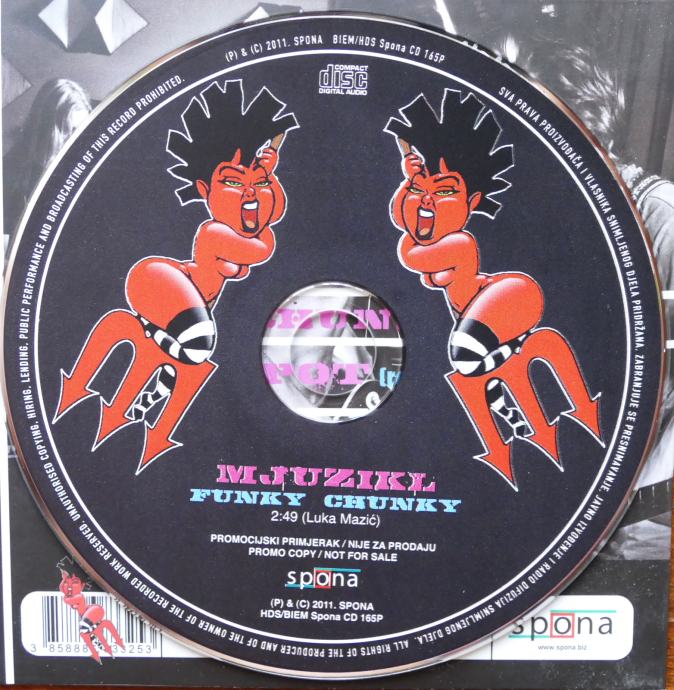 (P) & (C) 2011. SPONA BIEM/HDS Spona CD 165P
COMPACT
disc
DIGITAL AUDIO
SVA PRAVA PROIZVOĐAČA I VLASNIKA SNIMLJENOG DJELA PRIDRŽANA. ZABRANJUJE SE PRESNIMAVANJE, JAVNO IZVOĐENJE I RADIO DIFUZIJA SNIMLJENOG DJELA.
ALL RIGHTS OF THE PRODUCER AND OF THE OWNER OF THE RECORDED WORK RESERVED. UNAUTHORISED COPYING, HIRING, LENDING, PUBLIC PERFORMANCE AND BROADCASTING OF THIS RECORD PROHIBITED.
MJUZIKL
FUNKY CHUNKY
2:49 (Luka Mazić)
PROMOCIJSKI PRIMJERAK / NIJE ZA PRODAJU
PROMO COPY / NOT FOR SALE
spona
(P) & (C) 2011. SPONA
HDS/BIEM Spona CD 165P
spona
www.spona.biz